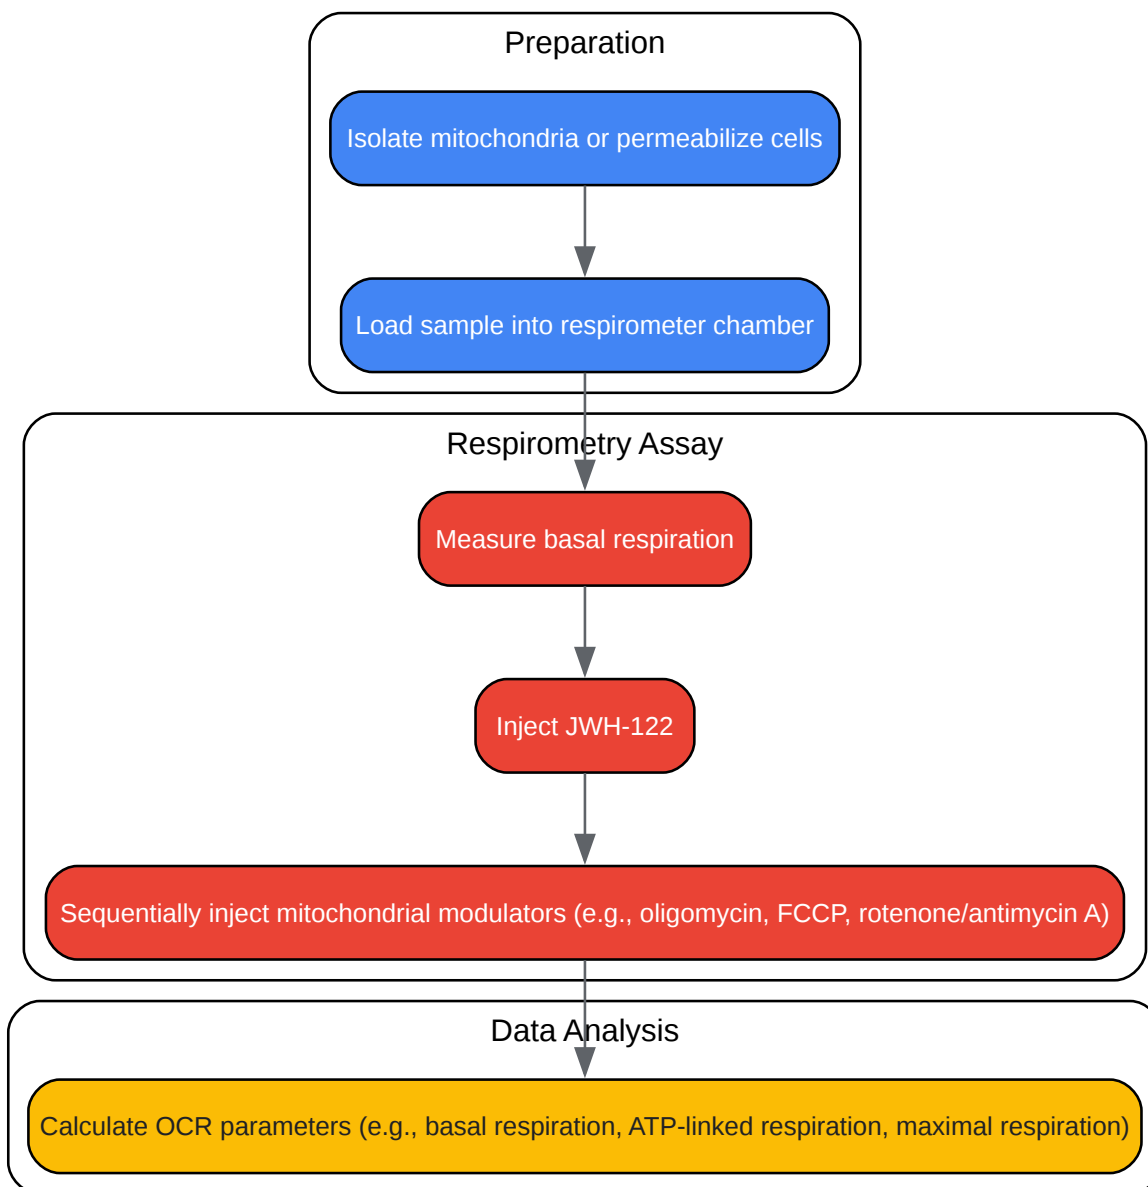 Preparation
Isolate mitochondria or permeabilize cells
Load sample into respirometer chamber
Respirometry Assay
Measure basal respiration
Inject JWH-122
Sequentially inject mitochondrial modulators (e.g., oligomycin, FCCP, rotenone/antimycin A)
Data Analysis
Calculate OCR parameters (e.g., basal respiration, ATP-linked respiration, maximal respiration)